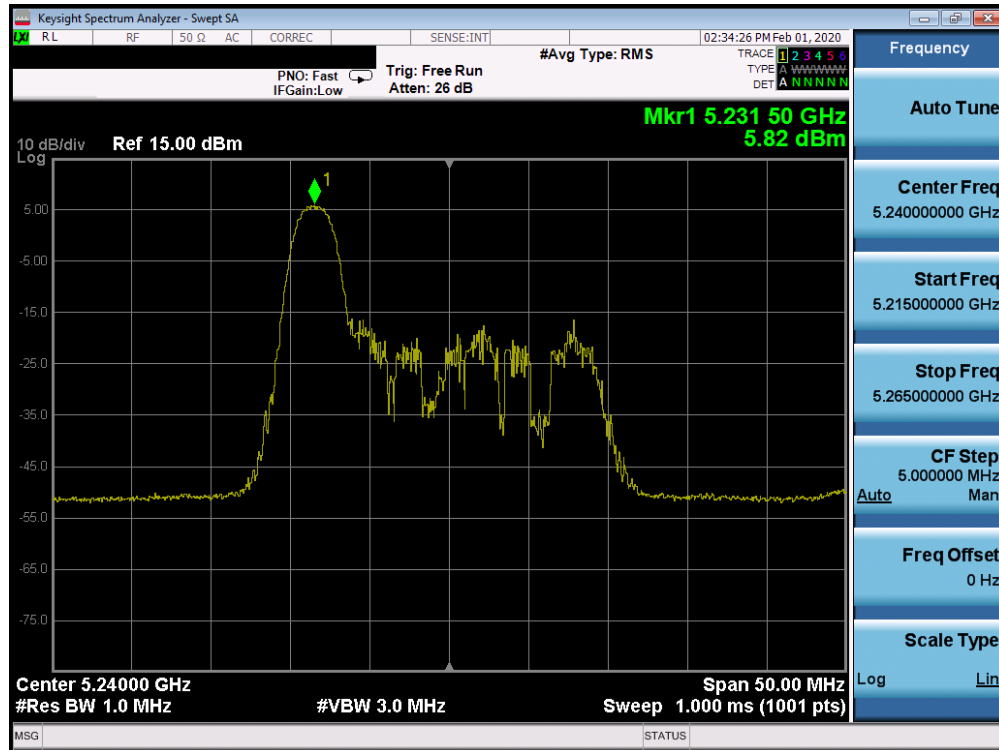 Keysight Spectrum Analyzer - Swept SA
LXI RL RF 50 Ω AC CORREC SENSE:INT 02:34:26 PM Feb 01, 2020
#Avg Type: RMS
TRACE 1 2 3 4 5 6
TYPE A WWWWW
DET A N N N N N
PNO: Fast
IFGain:Low
Trig: Free Run
Atten: 26 dB
Mkr1 5.231 50 GHz
5.82 dBm
10 dB/div Ref 15.00 dBm
Log
1
5.00
-5.00
-15.0
-25.0
-35.0
-45.0
-55.0
-65.0
-75.0
Center 5.24000 GHz Span 50.00 MHz
#Res BW 1.0 MHz #VBW 3.0 MHz Sweep 1.000 ms (1001 pts)
MSG STATUS
Frequency
Auto Tune
Center Freq
5.240000000 GHz
Start Freq
5.215000000 GHz
Stop Freq
5.265000000 GHz
CF Step
5.000000 MHz
Auto Man
Freq Offset
0 Hz
Scale Type
Log Lin